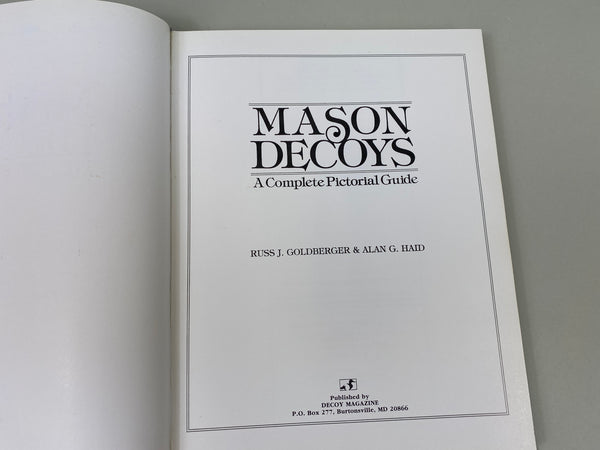 MASON
DECOYS
A Complete Pictorial Guide
RUSS J. GOLDBERGER & ALAN G. HAID
Published by
DECOY MAGAZINE
P.O. Box 277, Burtonsville, MD 20866